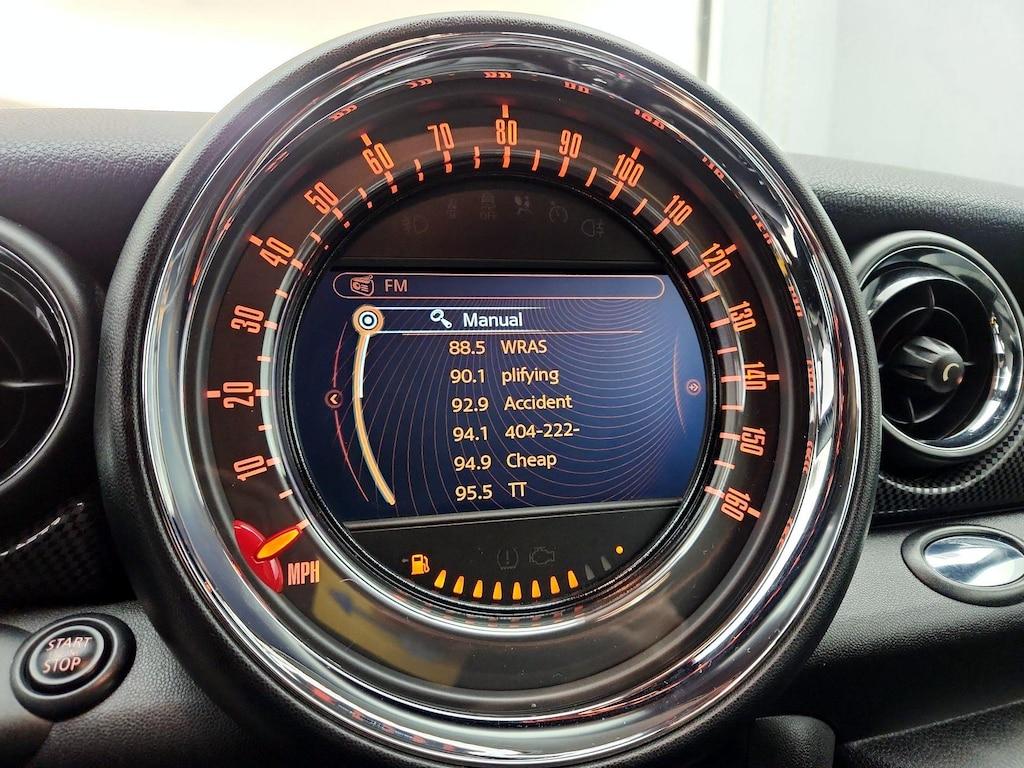 10
20
30
40
50
60
70
80
90
100
110
120
130
140
150
160
MPH
OFF
FM
Manual
88.5 WRAS
90.1 plifying
92.9 Accident
94.1 404-222-
94.9 Cheap
95.5 TT
START
STOP